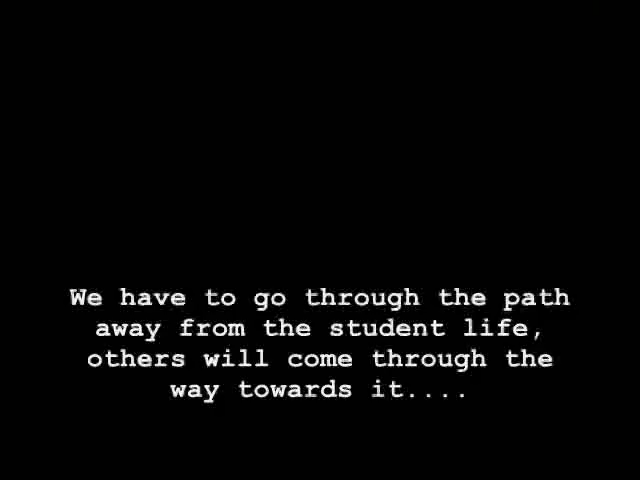 We have to go through the path
away from the student life,
others will come through the
way towards it....